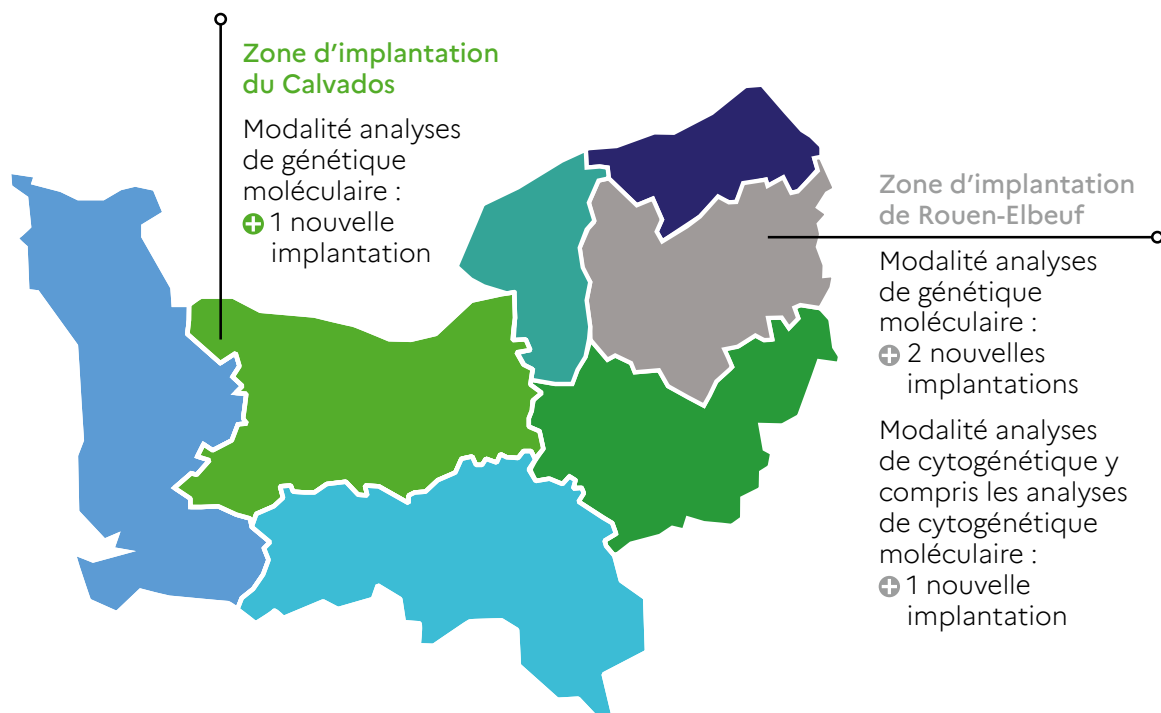 Zone d’implantation
du Calvados
Modalité analyses
de génétique
moléculaire :
+ 1 nouvelle
implantation
Zone d’implantation
de Rouen-Elbeuf
Modalité analyses
de génétique
moléculaire :
+ 2 nouvelles
implantations
Modalité analyses
de cytogénétique y
compris les analyses
de cytogénétique
moléculaire :
+ 1 nouvelle
implantation